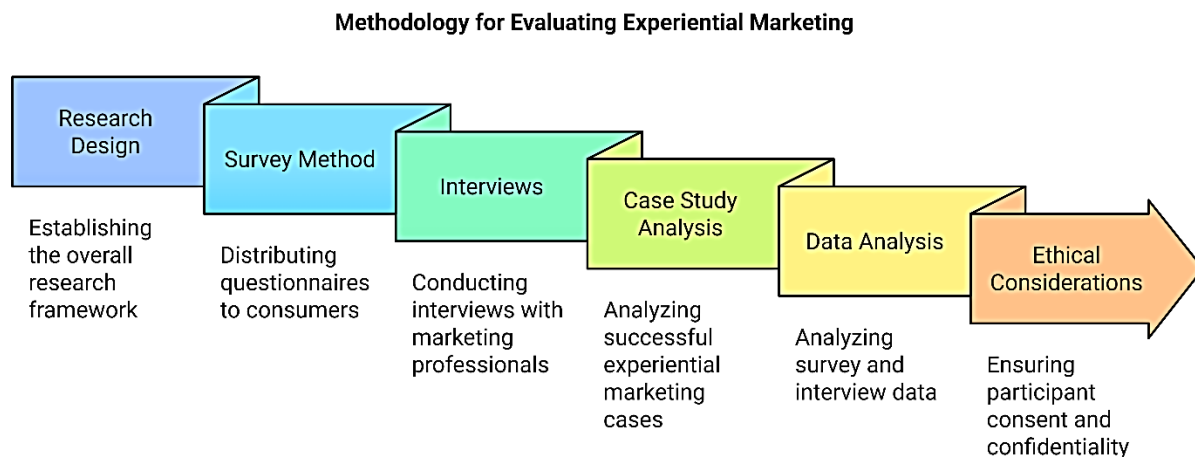 Methodology for Evaluating Experiential Marketing
Research
Design
Establishing
the overall
research
framework
Survey Method
Distributing
questionnaires
to consumers
Interviews
Conducting
interviews with
marketing
professionals
Case Study
Analysis
Analyzing
successful
experiential
marketing
cases
Data Analysis
Analyzing
survey and
interview data
Ethical
Considerations
Ensuring
participant
consent and
confidentiality